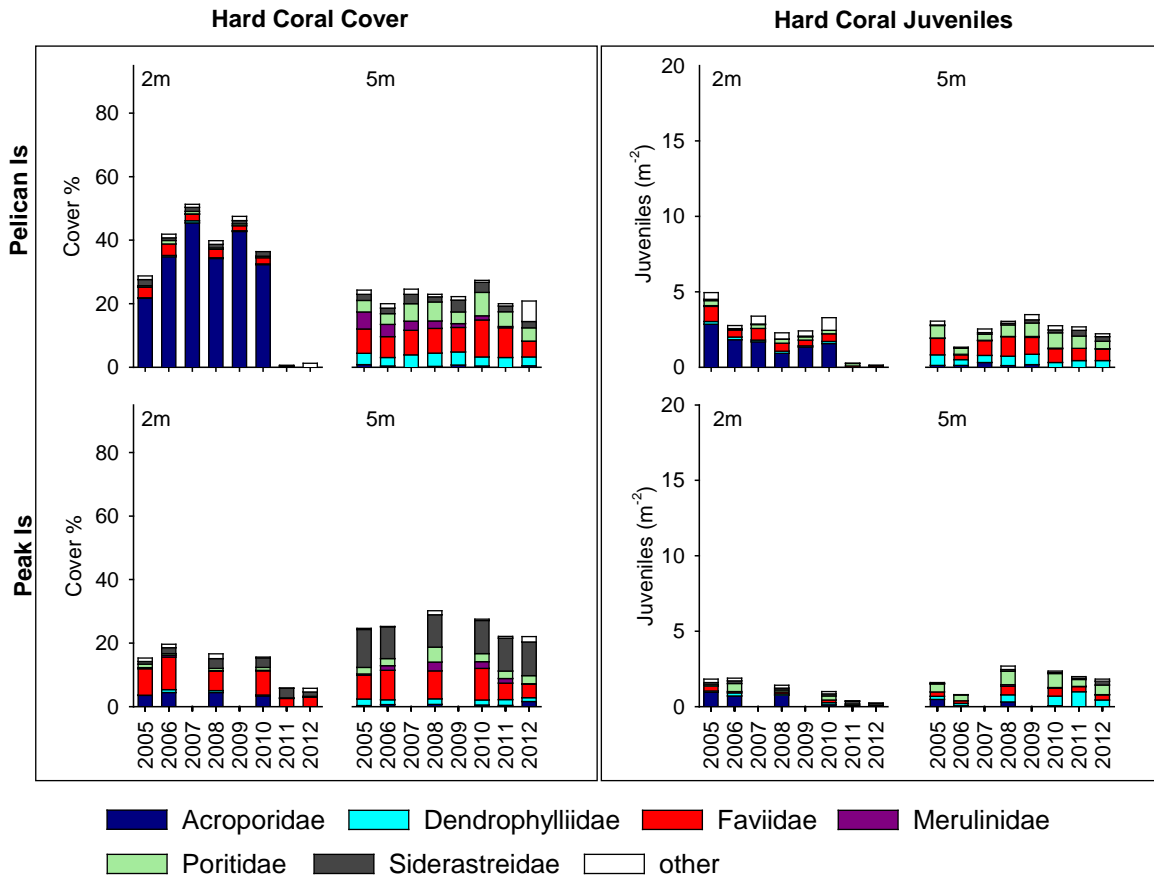 Hard Coral Cover
Hard Coral Juveniles
Pelican Is
Cover %
2m
5m
80
60
40
20
0
Juveniles (m-2)
2m
5m
20
15
10
5
0
Peak Is
Cover %
2m
5m
80
60
40
20
0
2005 2006 2007 2008 2009 2010 2011 2012
2005 2006 2007 2008 2009 2010 2011 2012
Juveniles (m-2)
2m
5m
20
15
10
5
0
2005 2006 2007 2008 2009 2010 2011 2012
2005 2006 2007 2008 2009 2010 2011 2012
Acroporidae Dendrophylliidae Faviidae Merulinidae
Poritidae Siderastreidae other